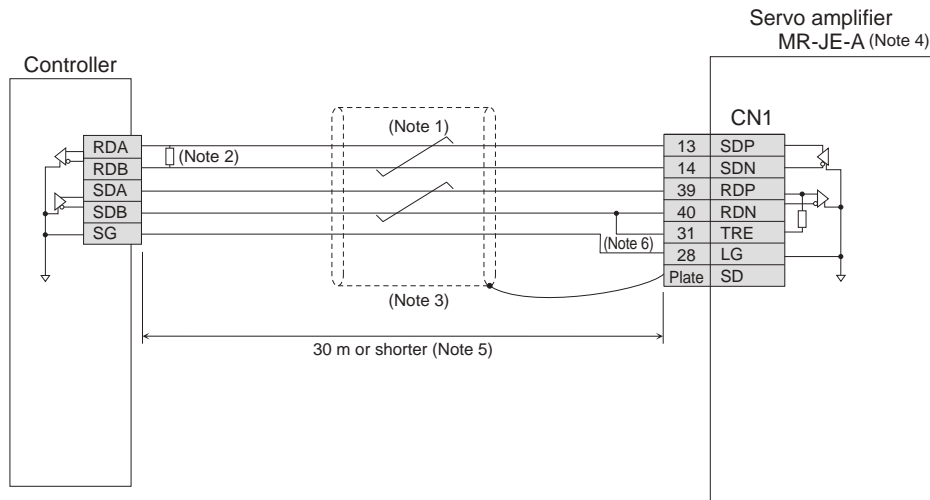 Servo amplifier
MR-JE-A (Note 4)
Controller
CN1
(Note 1)
RDA
(Note 2)
RDB
SDA
SDB
SG
13 SDP
14 SDN
39 RDP
40 RDN
31 TRE
(Note 6)
28 LG
Plate SD
(Note 3)
30 m or shorter (Note 5)